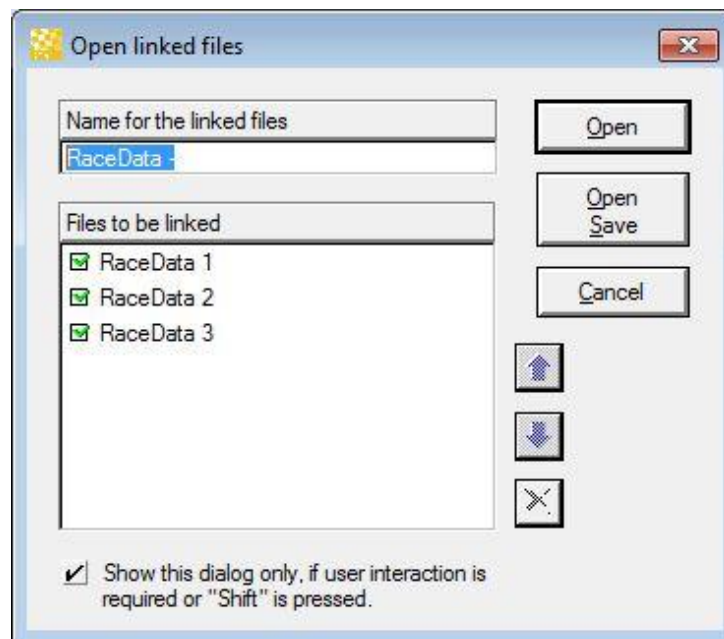 Open linked files
Name for the linked files
RaceData -
Files to be linked
RaceData 1
RaceData 2
RaceData 3
Open
Open
Save
Cancel
Show this dialog only, if user interaction is
required or "Shift" is pressed.